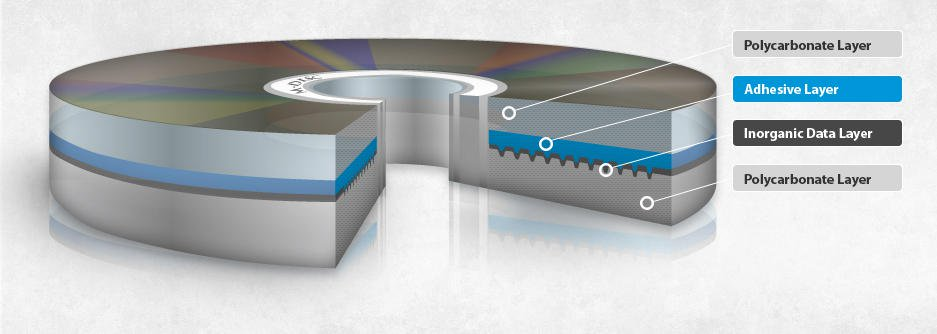 Polycarbonate Layer
Adhesive Layer
Inorganic Data Layer
Polycarbonate Layer